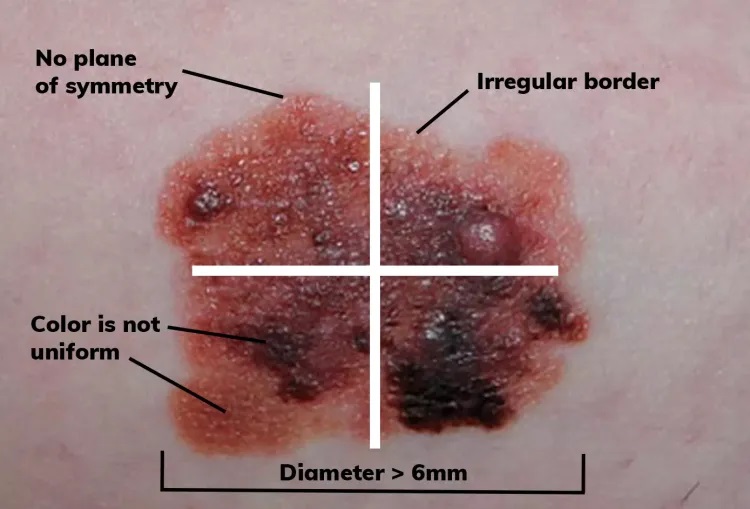 No plane
of symmetry
Irregular border
Color is not
uniform
Diameter > 6mm